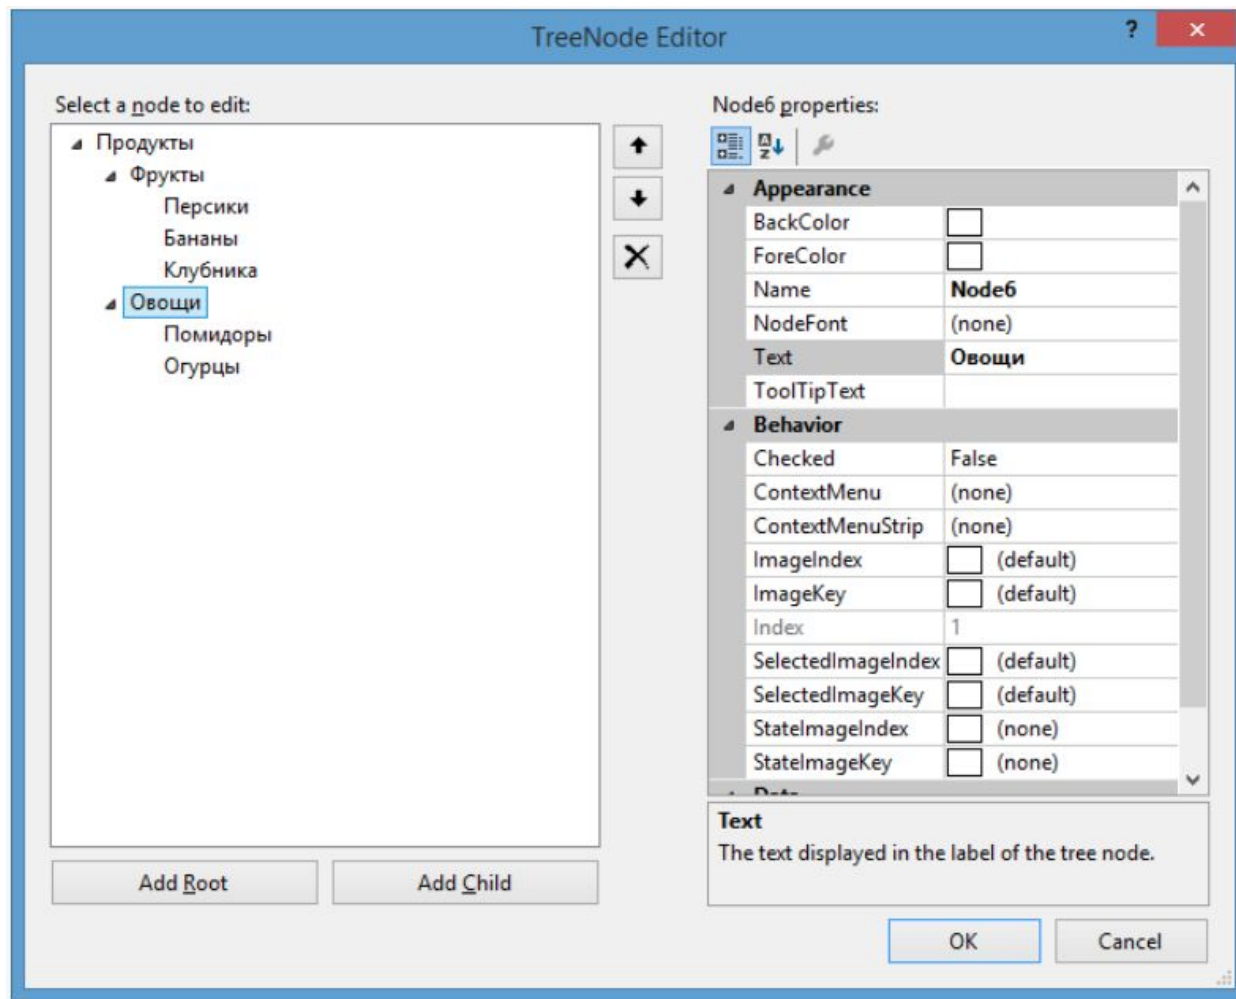 TreeNode Editor
?
Select a node to edit:
Продукты
Фрукты
Персики
Бананы
Клубника
Овощи
Помидоры
Огурцы
Add Root
Add Child
Node6 properties:
Appearance
BackColor
ForeColor
Name Node6
NodeFont (none)
Text Овощи
ToolTipText
Behavior
Checked False
ContextMenu (none)
ContextMenuStrip (none)
ImageIndex (default)
ImageKey (default)
Index 1
SelectedImageIndex (default)
SelectedImageKey (default)
StateImageIndex (none)
StateImageKey (none)
Data
Text
The text displayed in the label of the tree node.
OK
Cancel